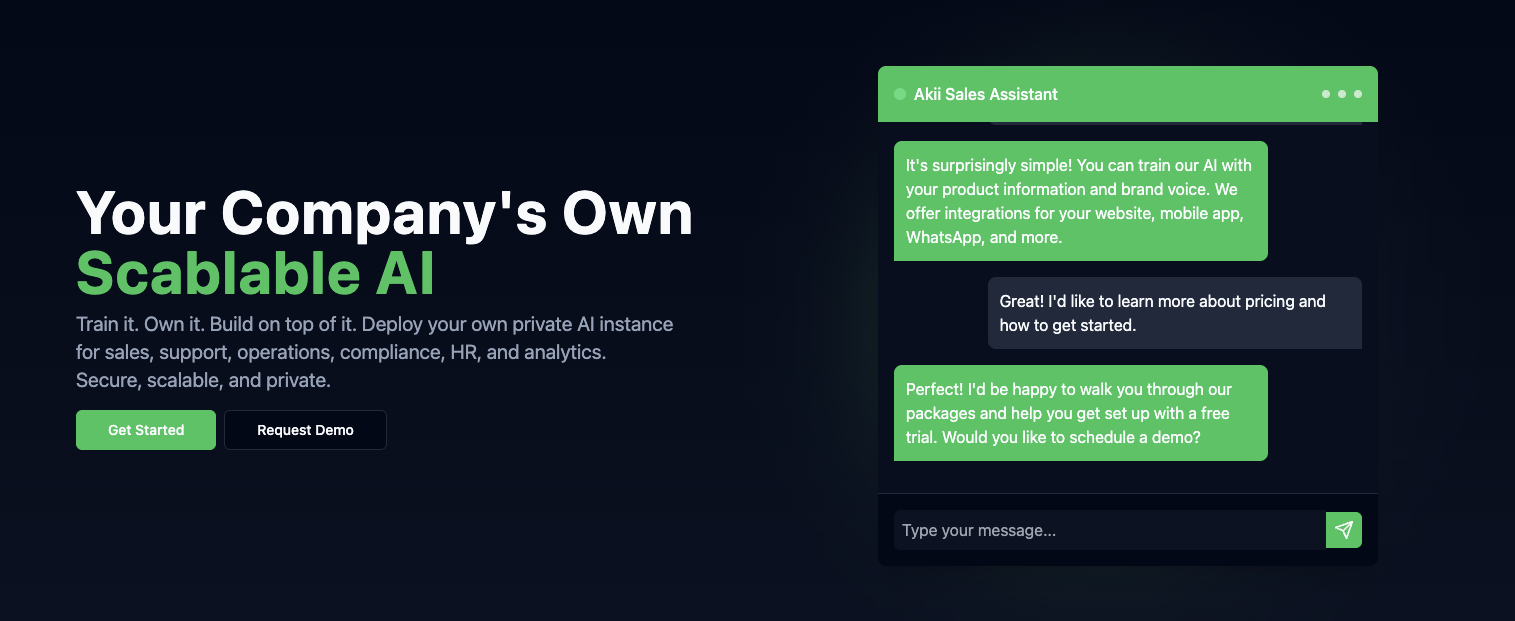 Your Company's Own
Scablable AI
Train it. Own it. Build on top of it. Deploy your own private AI instance
for sales, support, operations, compliance, HR, and analytics.
Secure, scalable, and private.
Get Started
Request Demo
Akii Sales Assistant
It's surprisingly simple! You can train our AI with
your product information and brand voice. We
offer integrations for your website, mobile app,
WhatsApp, and more.
Great! I'd like to learn more about pricing and
how to get started.
Perfect! I'd be happy to walk you through our
packages and help you get set up with a free
trial. Would you like to schedule a demo?
Type your message...